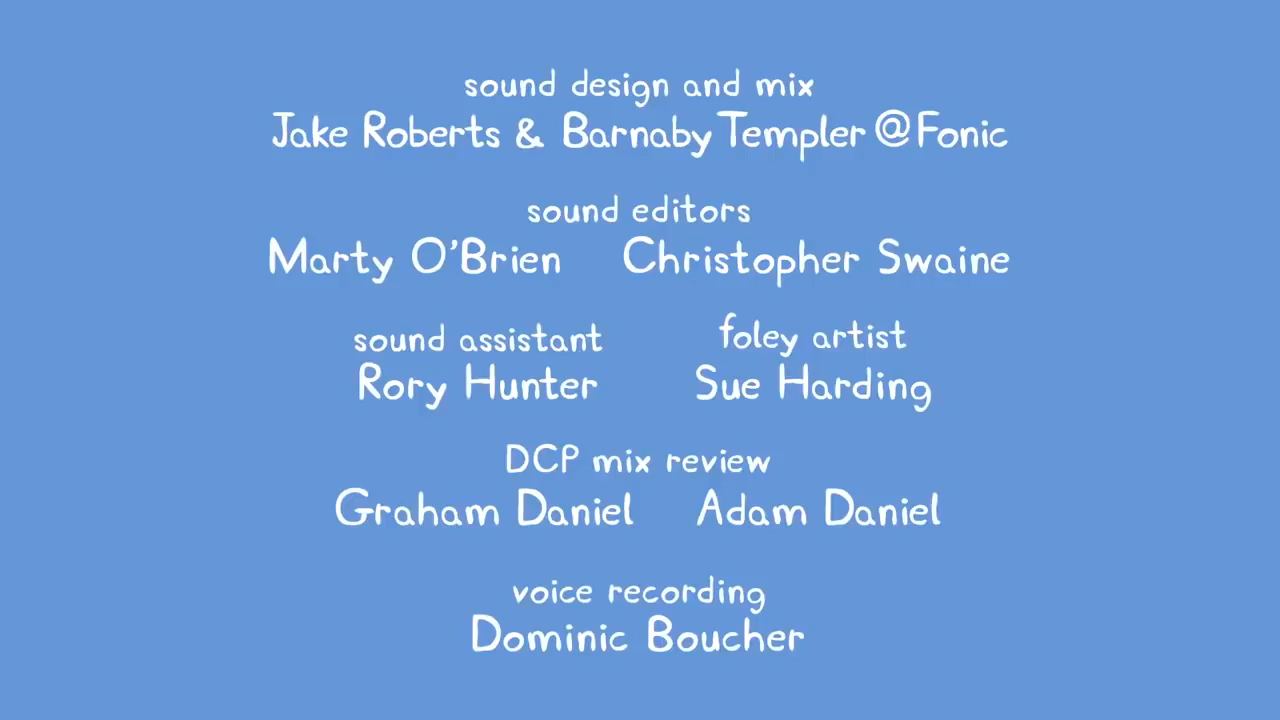 sound design and mix
Jake Roberts & Barnaby Templer @Fonic
sound editors
Marty O'Brien Christopher Swaine
sound assistant foley artist
Rory Hunter Sue Harding
DCP mix review
Graham Daniel Adam Daniel
voice recording
Dominic Boucher